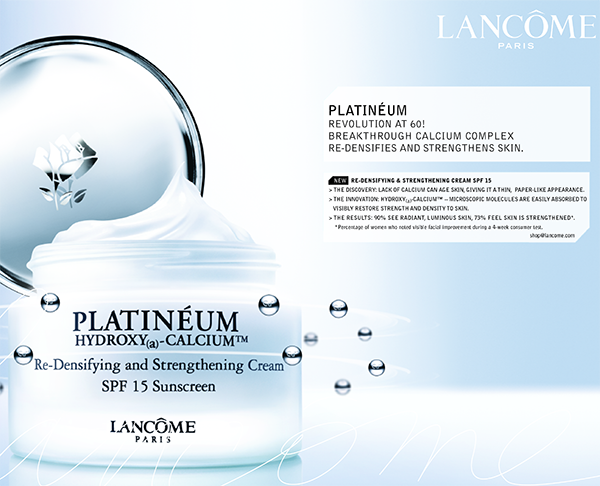 LANCÔME
PARIS
PLATINÉUM
REVOLUTION AT 60!
BREAKTHROUGH CALCIUM COMPLEX
RE-DENSIFIES AND STRENGTHENS SKIN.
NEW RE-DENSIFYING & STRENGTHENING CREAM SPF 15
> THE DISCOVERY: LACK OF CALCIUM CAN AGE SKIN, GIVING IT A THIN, PAPER-LIKE APPEARANCE.
> THE INNOVATION: HYDROXY(a)-CALCIUM™ – MICROSCOPIC MOLECULES ARE EASILY ABSORBED TO
VISIBLY RESTORE STRENGTH AND DENSITY TO SKIN.
> THE RESULTS: 90% SEE RADIANT, LUMINOUS SKIN, 73% FEEL SKIN IS STRENGTHENED*.
*Percentage of women who noted visible facial improvement during a 4-week consumer test.
shop@lancome.com
PLATINÉUM
HYDROXY(a)-CALCIUM™
Re-Densifying and Strengthening Cream
SPF 15 Sunscreen
LANCÔME
PARIS